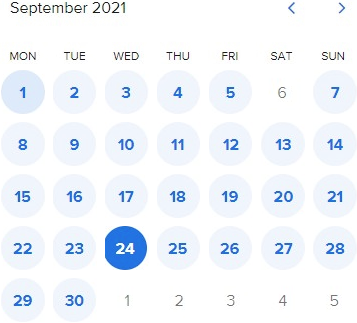 September 2021
MON TUE WED THU FRI SAT SUN
1 2 3 4 5 6 7
8 9 10 11 12 13 14
15 16 17 18 19 20 21
22 23 24 25 26 27 28
29 30 1 2 3 4 5